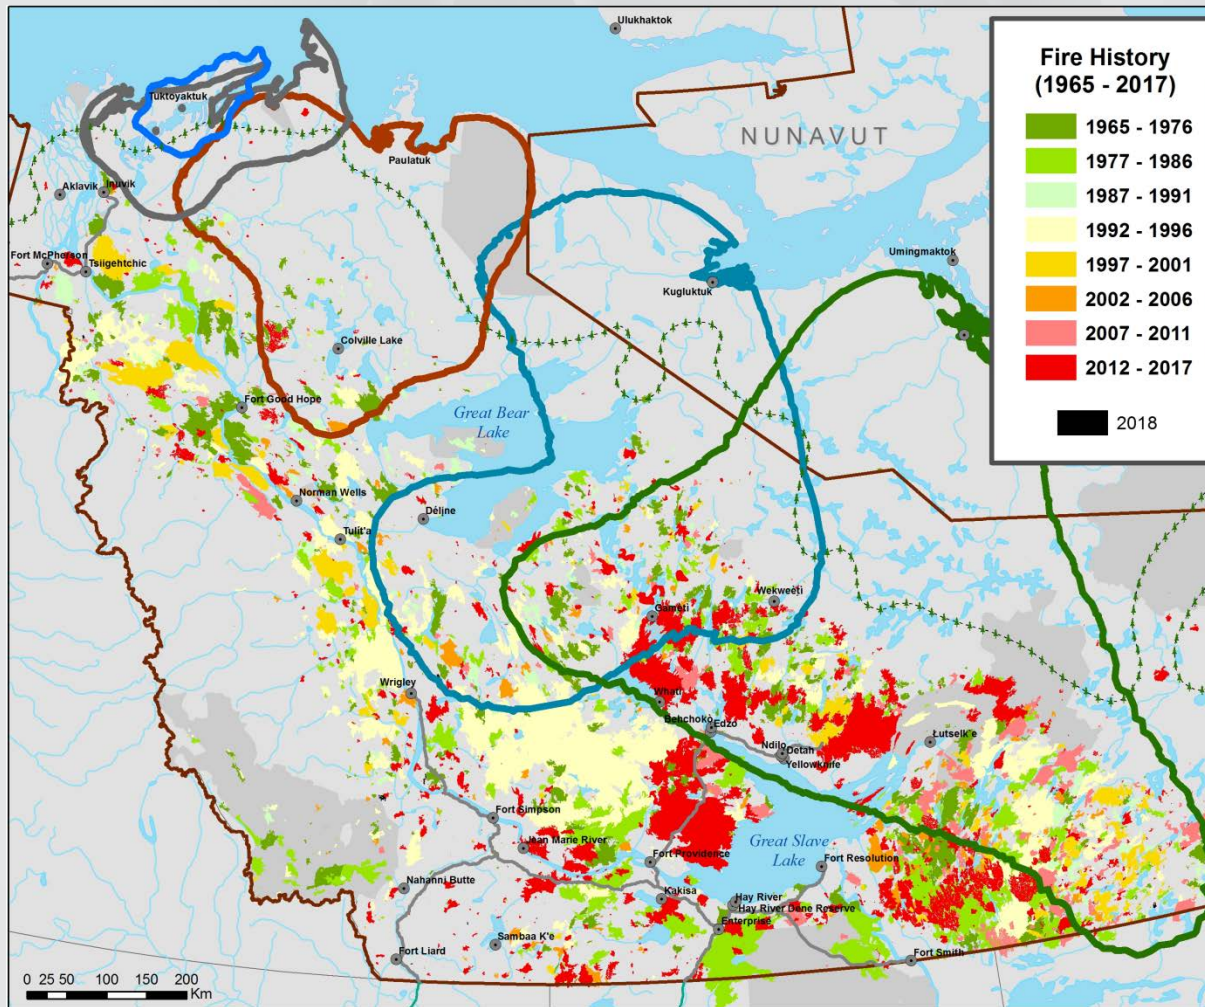 Ulukhaktok
Fire History
(1965 - 2017)
1965 - 1976
1977 - 1986
1987 - 1991
1992 - 1996
1997 - 2001
2002 - 2006
2007 - 2011
2012 - 2017
2018
Tuktoyaktuk
NUNAVUT
Paulatuk
Aklavik
Inuvik
Umingmaktok
Fort McPherson
Tsiigehtchic
Kugluktuk
Colville Lake
Fort Good Hope
Great Bear
Lake
Norman Wells
Délįne
Tulít'a
Wekweètì
Gamètì
Wrigley
Whatì
Behchokò
Edzo
Ndilo
Detah
Yellowknife
Łutselk'e
Fort Simpson
Jean Marie River
Great Slave
Lake
Fort Providence
Fort Resolution
Nahanni Butte
Kakisa
Hay River
Hay River Dene Reserve
Enterprise
Sambaa K'e
Fort Liard
Fort Smith
0 25 50 100 150 200
Km